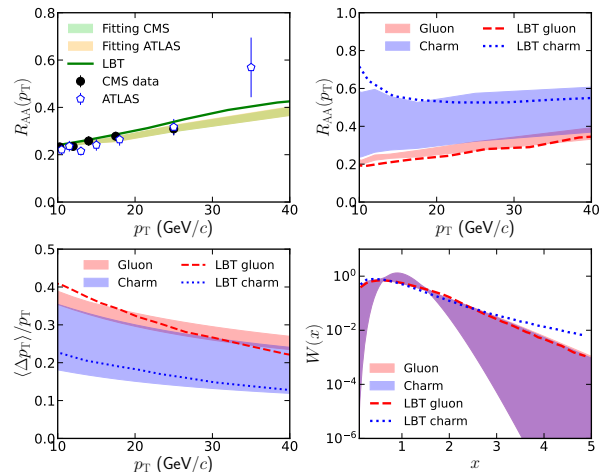 0.8
0.6
0.4
0.2
0.0
10
20
30
40
R_AA(p_T)
p_T (GeV/c)
Fitting CMS
Fitting ATLAS
LBT
CMS data
ATLAS
1.0
0.8
0.6
0.4
0.2
0.0
10
20
30
40
R_AA(p_T)
p_T (GeV/c)
Gluon
Charm
LBT gluon
LBT charm
0.5
0.4
0.3
0.2
0.1
0.0
10
20
30
40
⟨Δp_T⟩/p_T
p_T (GeV/c)
Gluon
Charm
LBT gluon
LBT charm
10^0
10^−2
10^−4
10^−6
1
2
3
4
5
W(x)
x
Gluon
Charm
LBT gluon
LBT charm